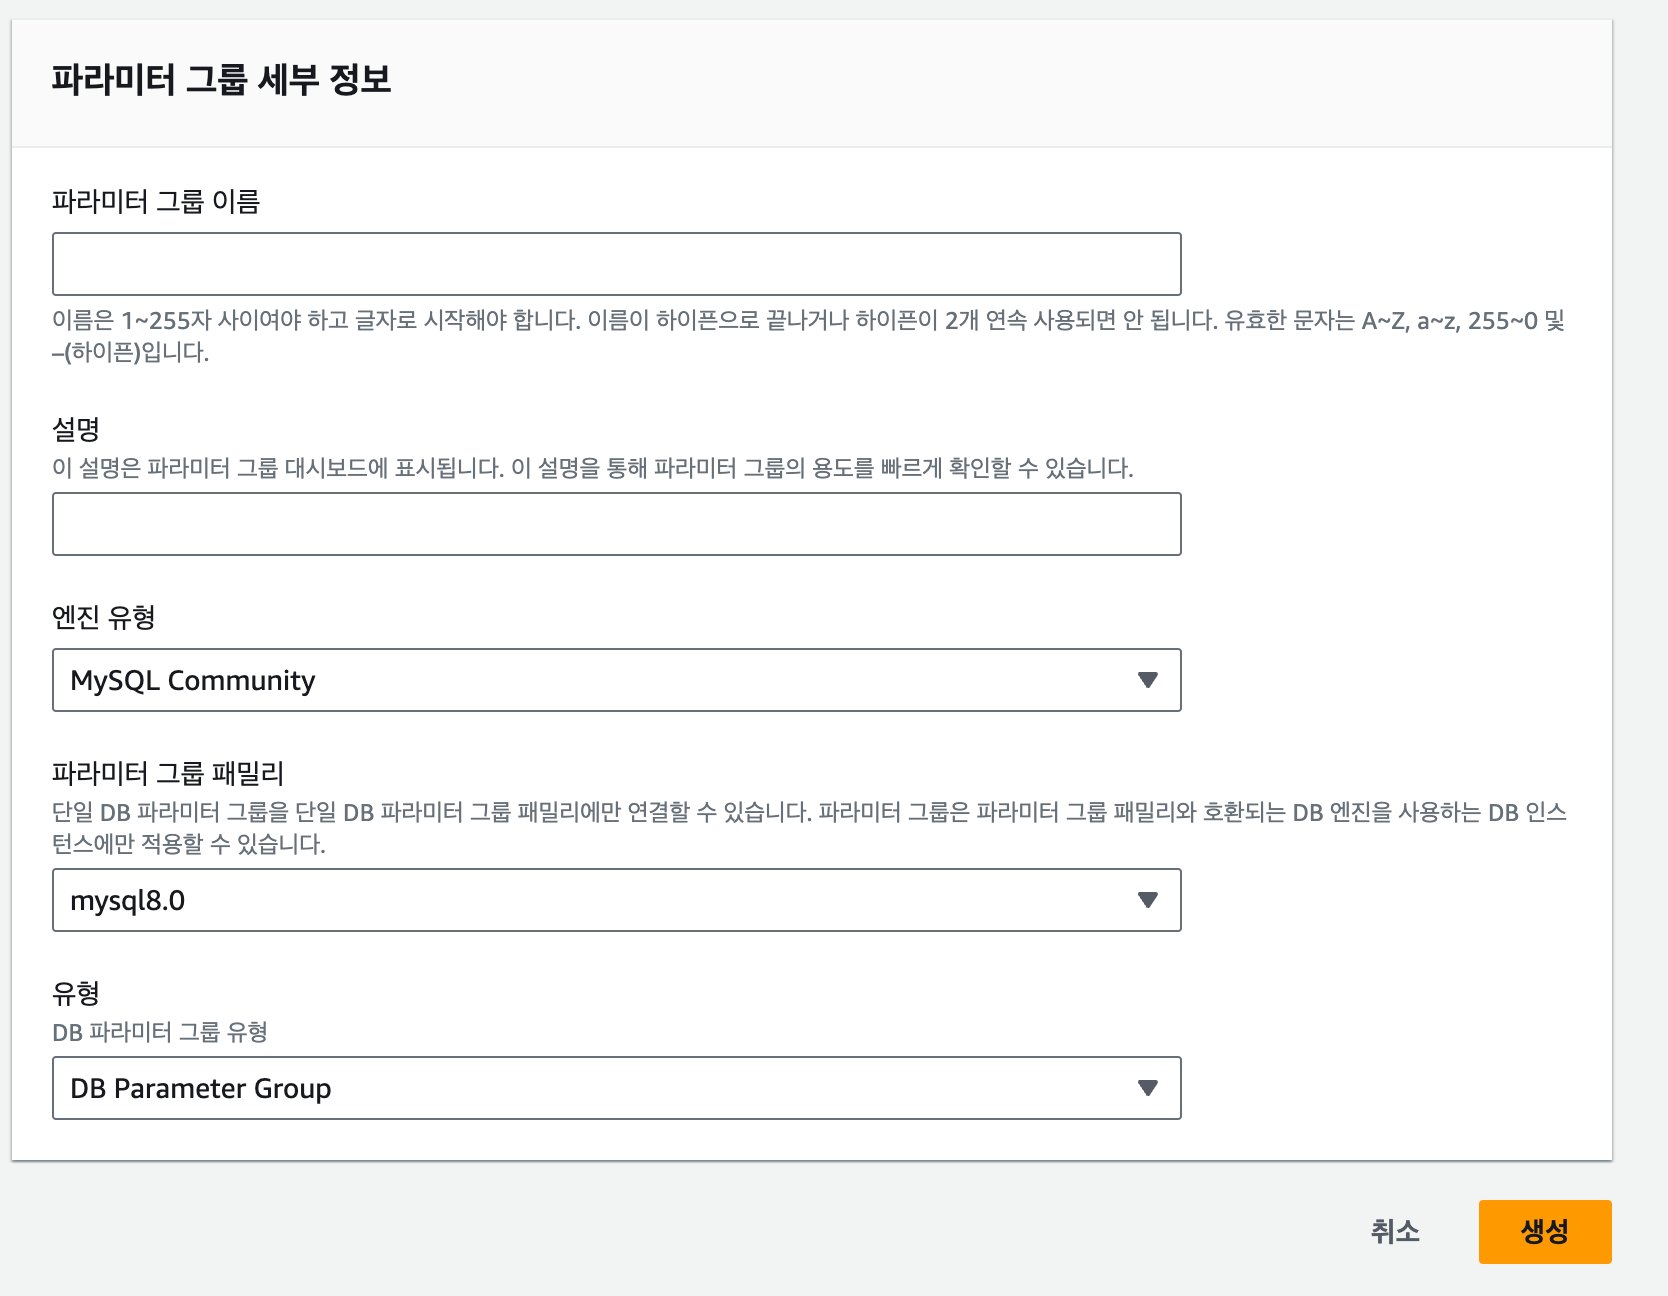 파라미터 그룹 세부 정보
파라미터 그룹 이름
이름은 1~255자 사이여야 하고 글자로 시작해야 합니다. 이름이 하이픈으로 끝나거나 하이픈이 2개 연속 사용되면 안 됩니다. 유효한 문자는 A~Z, a~z, 255~0 및
–(하이픈)입니다.
설명
이 설명은 파라미터 그룹 대시보드에 표시됩니다. 이 설명을 통해 파라미터 그룹의 용도를 빠르게 확인할 수 있습니다.
엔진 유형
MySQL Community
파라미터 그룹 패밀리
단일 DB 파라미터 그룹을 단일 DB 파라미터 그룹 패밀리에만 연결할 수 있습니다. 파라미터 그룹은 파라미터 그룹 패밀리와 호환되는 DB 엔진을 사용하는 DB 인스
턴스에만 적용할 수 있습니다.
mysql8.0
유형
DB 파라미터 그룹 유형
DB Parameter Group
취소
생성